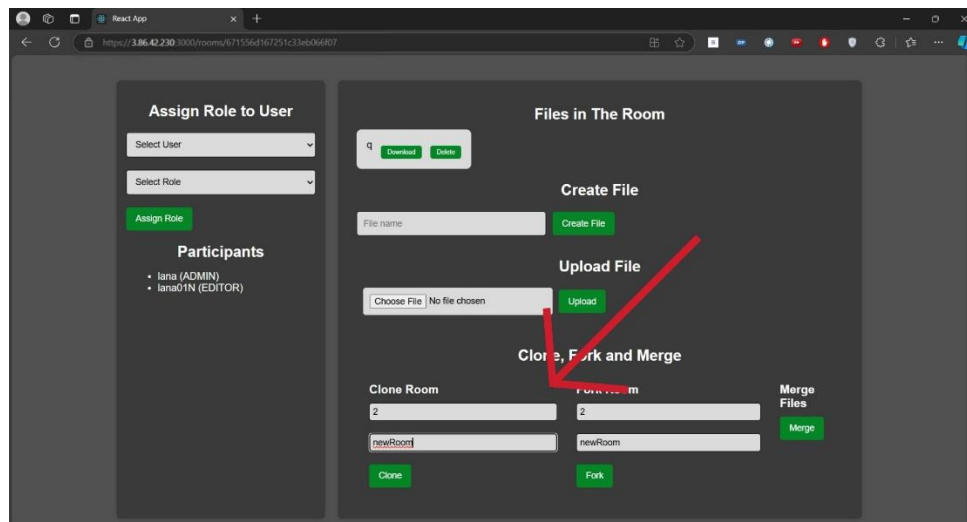 React App
https://3.86.42.230:3000/rooms/671556d167251c33eb066f07
Assign Role to User
Select User
Select Role
Assign Role
Participants
lana (ADMIN)
lana01N (EDITOR)
Files in The Room
q Download Delete
Create File
File name Create File
Upload File
Choose File No file chosen Upload
Clone, Fork and Merge
Clone Room
2
newRoom
Clone
Fork Room
2
newRoom
Fork
Merge
Files
Merge